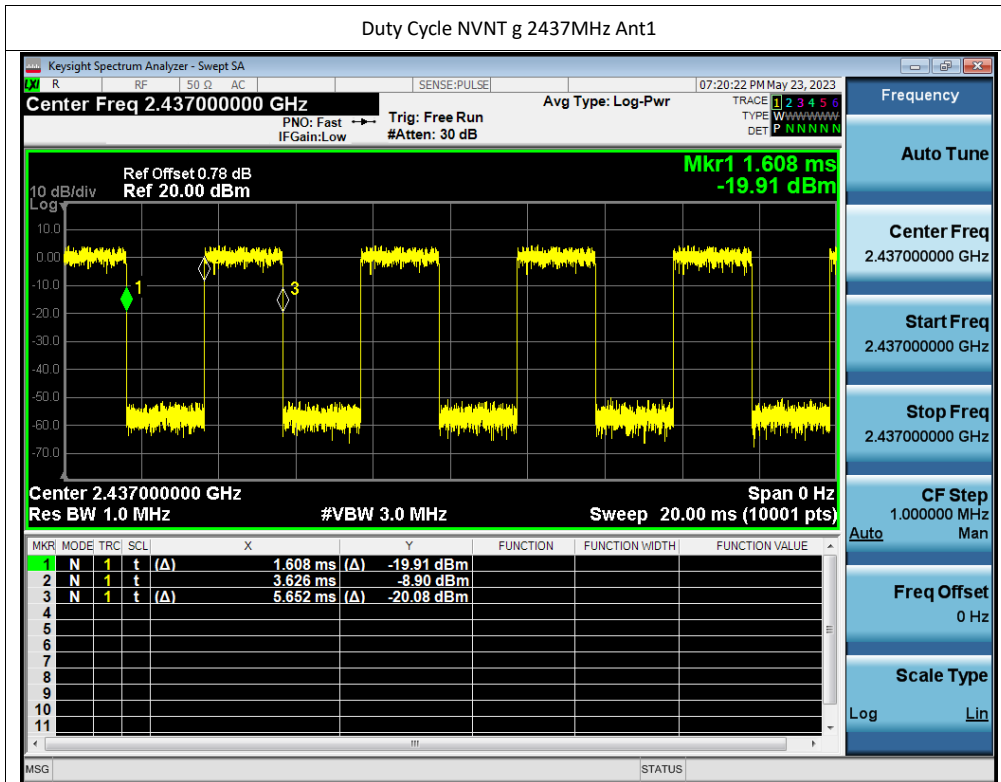 Duty Cycle NVNT g 2437MHz Ant1
Keysight Spectrum Analyzer - Swept SA
LXI R RF 50 Ω AC SENSE:PULSE 07:20:22 PM May 23, 2023
Center Freq 2.437000000 GHz Avg Type: Log-Pwr TRACE 1 2 3 4 5 6
PNO: Fast Trig: Free Run TYPE WWWWWW
IFGain:Low #Atten: 30 dB DET P N N N N N
Mkr1 1.608 ms
-19.91 dBm
Ref Offset 0.78 dB
10 dB/div Ref 20.00 dBm
Log
10.0
0.00
-10.0
-20.0
-30.0
-40.0
-50.0
-60.0
-70.0
1
3
Center 2.437000000 GHz Span 0 Hz
Res BW 1.0 MHz #VBW 3.0 MHz Sweep 20.00 ms (10001 pts)
MKR MODE TRC SCL X Y FUNCTION FUNCTION WIDTH FUNCTION VALUE
1 N 1 t (Δ) 1.608 ms (Δ) -19.91 dBm
2 N 1 t 3.626 ms -8.90 dBm
3 N 1 t (Δ) 5.652 ms (Δ) -20.08 dBm
4
5
6
7
8
9
10
11
MSG STATUS
Frequency
Auto Tune
Center Freq
2.437000000 GHz
Start Freq
2.437000000 GHz
Stop Freq
2.437000000 GHz
CF Step
1.000000 MHz
Auto Man
Freq Offset
0 Hz
Scale Type
Log Lin